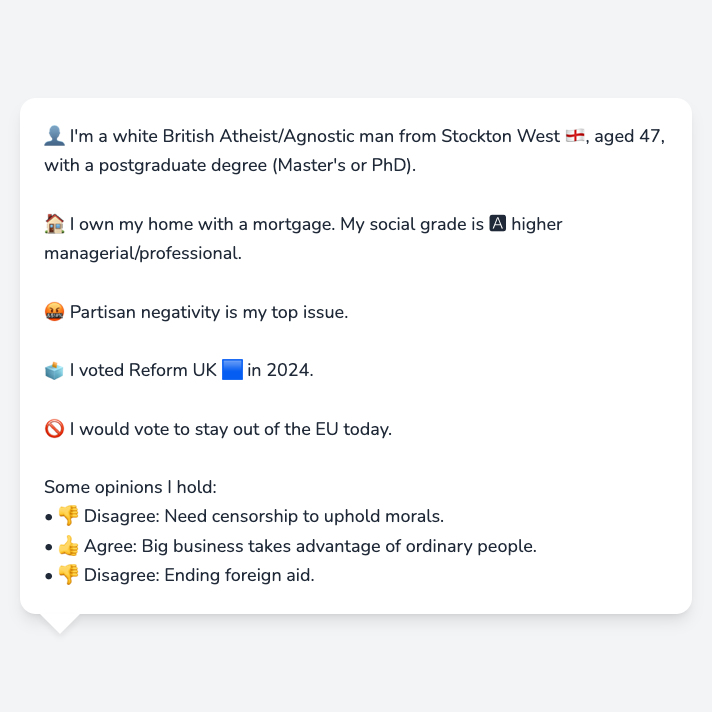 👤 I'm a white British Atheist/Agnostic man from Stockton West 🏴󠁧󠁢󠁥󠁮󠁧󠁿, aged 47,
with a postgraduate degree (Master's or PhD).
🏠 I own my home with a mortgage. My social grade is 🅰 higher
managerial/professional.
🤬 Partisan negativity is my top issue.
🗳️ I voted Reform UK 🟦 in 2024.
🚫 I would vote to stay out of the EU today.
Some opinions I hold:
• 👎 Disagree: Need censorship to uphold morals.
• 👍 Agree: Big business takes advantage of ordinary people.
• 👎 Disagree: Ending foreign aid.